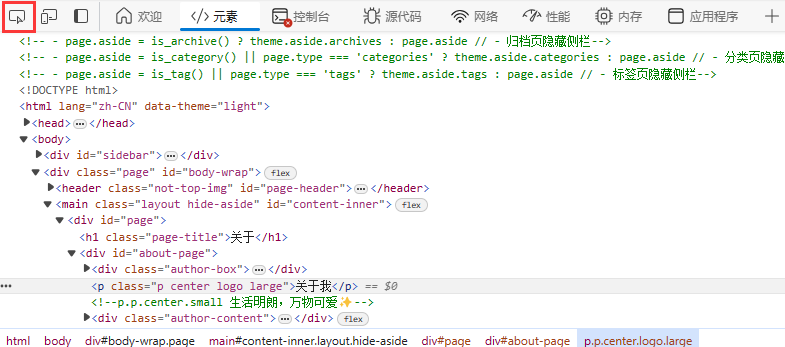 欢迎 </> 元素 控制台 源代码 网络 性能 内存 应用程序
<!-- - page.aside = is_archive() ? theme.aside.archives : page.aside // - 归档页隐藏侧栏-->
<!-- - page.aside = is_category() || page.type === 'categories' ? theme.aside.categories : page.aside // - 分类页隐藏
<!-- - page.aside = is_tag() || page.type === 'tags' ? theme.aside.tags : page.aside // - 标签页隐藏侧栏-->
<!DOCTYPE html>
<html lang="zh-CN" data-theme="light">
<head>…</head>
<body>
<div id="sidebar">…</div>
<div class="page" id="body-wrap"> flex
<header class="not-top-img" id="page-header">…</header>
<main class="layout hide-aside" id="content-inner"> flex
<div id="page">
<h1 class="page-title">关于</h1>
<div id="about-page">
<div class="author-box">…</div>
<p class="p center logo large">关于我</p> == $0
<!--p.p.center.small 生活明朗，万物可爱✨-->
<div class="author-content">…</div> flex
html body div#body-wrap.page main#content-inner.layout.hide-aside div#page div#about-page p.p.center.logo.large